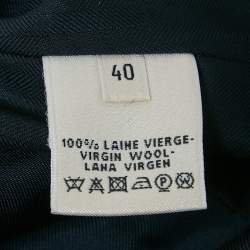 40
100% LAINE VIERGE-
VIRGIN WOOL-
LANA VIRGEN